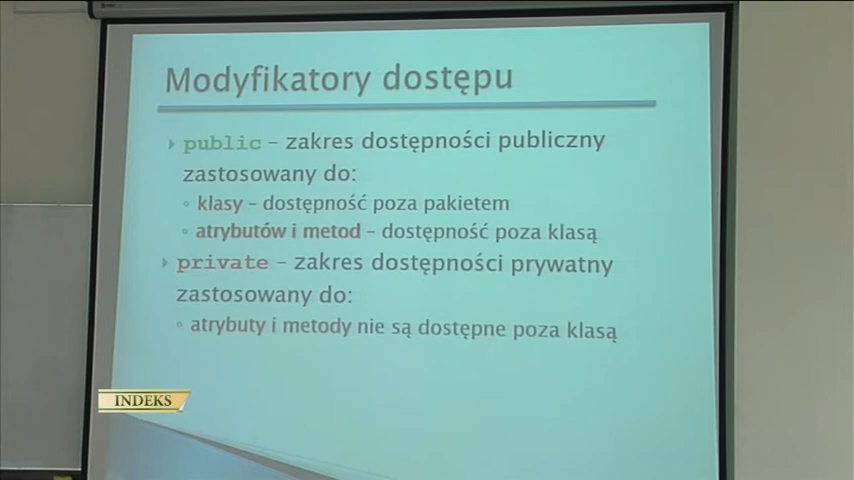 Modyfikatory dostępu
public – zakres dostępności publiczny
zastosowany do:
klasy – dostępność poza pakietem
atrybutów i metod – dostępność poza klasą
private – zakres dostępności prywatny
zastosowany do:
atrybuty i metody nie są dostępne poza klasą
INDEKS